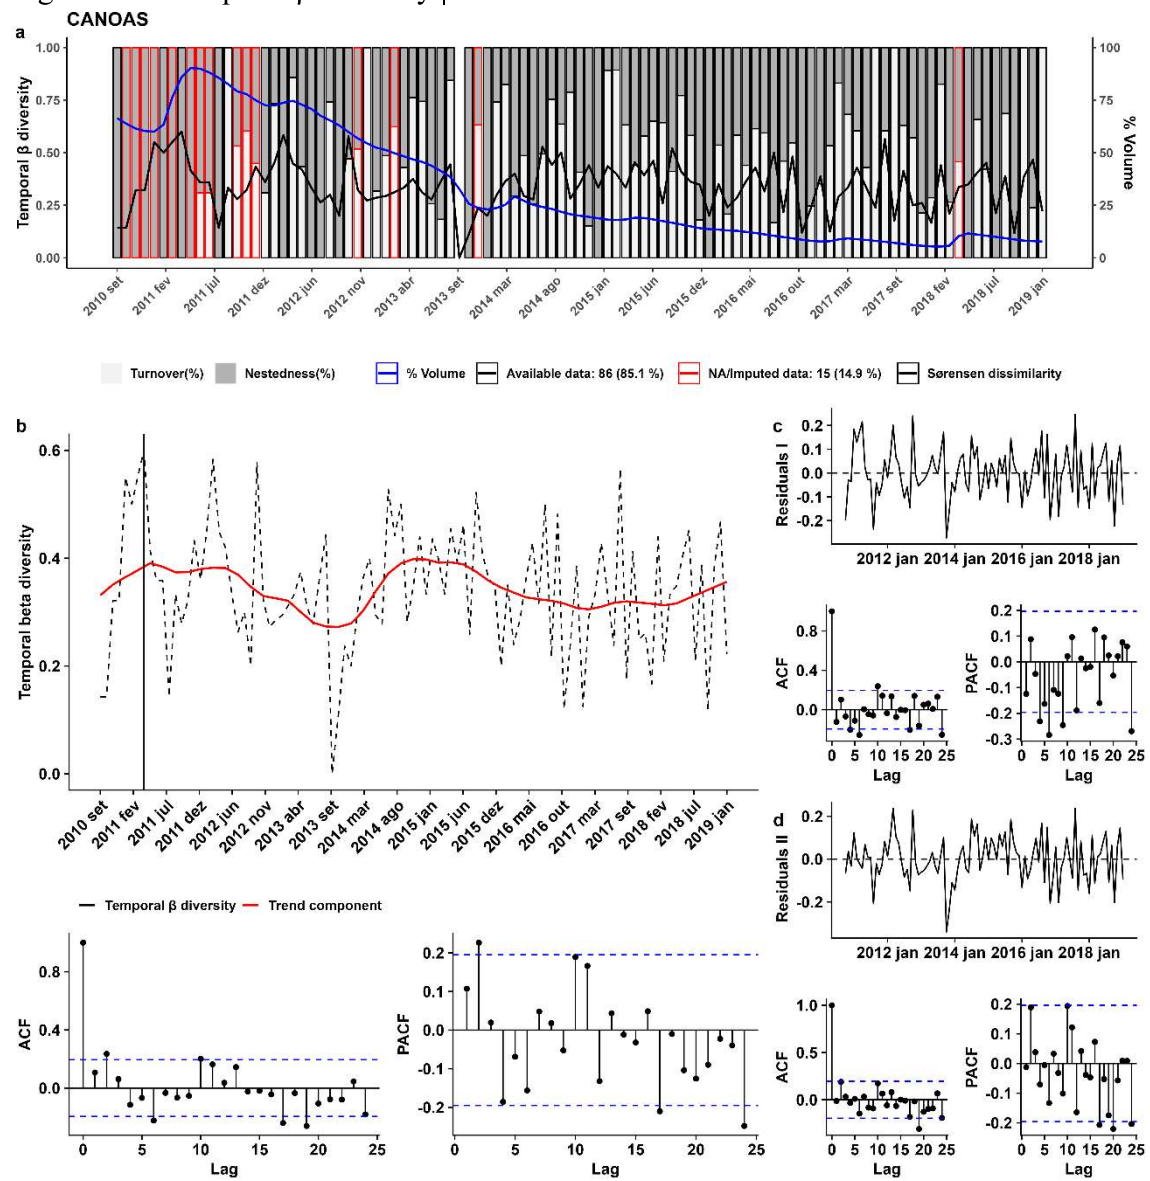 CANOAS
a
Temporal β diversity
1.00
0.75
0.50
0.25
0.00
100
75
50
25
0
% Volume
2010 set 2011 fev 2011 jul 2011 dez 2012 jun 2012 nov 2013 abr 2013 set 2014 mar 2014 ago 2015 jan 2015 jun 2015 dez 2016 mai 2016 out 2017 mar 2017 set 2018 fev 2018 jul 2019 jan
Turnover(%) Nestedness(%) % Volume Available data: 86 (85.1 %) NA/Imputed data: 15 (14.9 %) Sørensen dissimilarity
b
Temporal beta diversity
0.6
0.4
0.2
0.0
2010 set 2011 fev 2011 jul 2011 dez 2012 jun 2012 nov 2013 abr 2013 set 2014 mar 2014 ago 2015 jan 2015 jun 2015 dez 2016 mai 2016 out 2017 mar 2017 set 2018 fev 2018 jul 2019 jan
Temporal β diversity Trend component
ACF
0.8
0.4
0.0
0 5 10 15 20 25
Lag
PACF
0.2
0.1
0.0
-0.1
-0.2
0 5 10 15 20 25
Lag
c
Residuals I
0.2
0.1
0.0
-0.1
-0.2
2012 jan 2014 jan 2016 jan 2018 jan
ACF
0.8
0.4
0.0
0 5 10 15 20 25
Lag
PACF
0.2
0.1
0.0
-0.1
-0.2
-0.3
0 5 10 15 20 25
Lag
d
Residuals II
0.2
0.0
-0.2
2012 jan 2014 jan 2016 jan 2018 jan
ACF
1.0
0.5
0.0
0 5 10 15 20 25
Lag
PACF
0.2
0.1
0.0
-0.1
-0.2
0 5 10 15 20 25
Lag